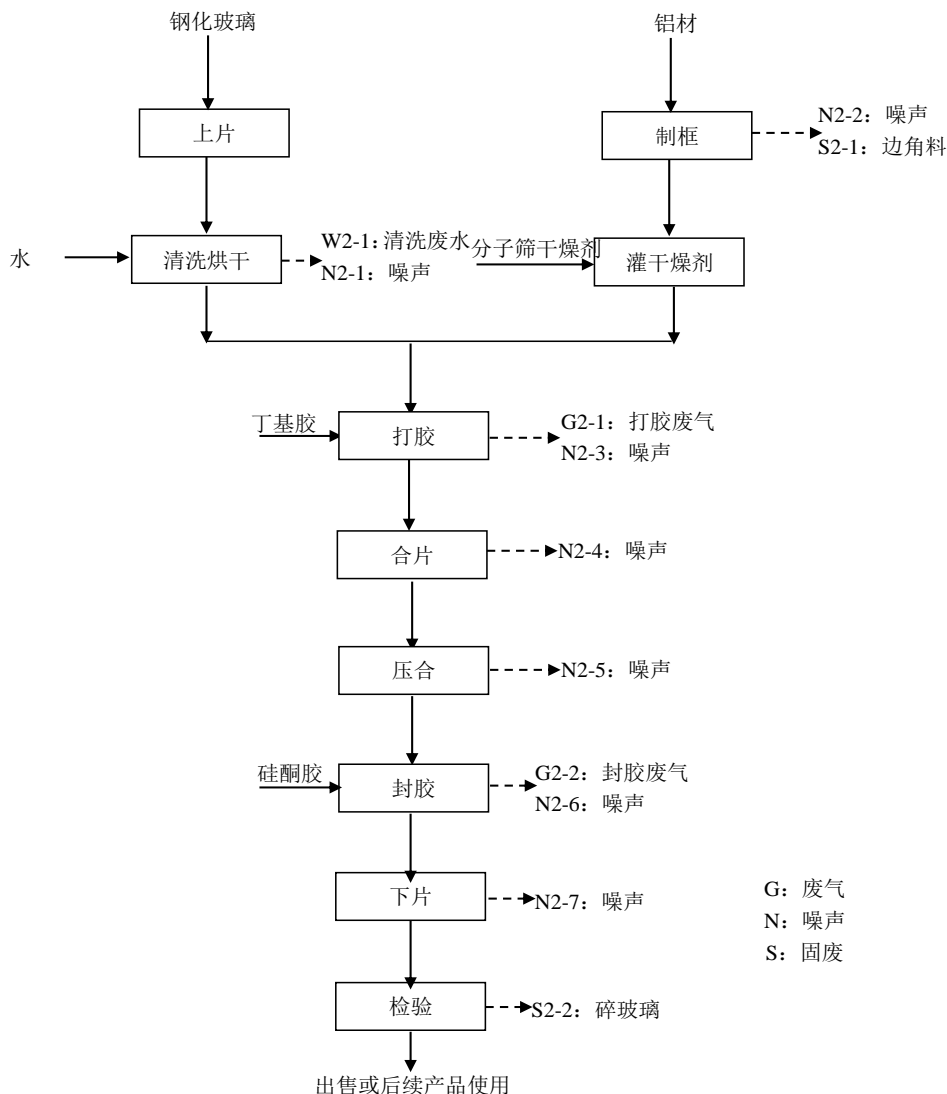 钢化玻璃
铝材
上片
制框
N2-2：噪声
S2-1：边角料
水
清洗烘干
W2-1：清洗废水
N2-1：噪声
分子筛干燥剂
灌干燥剂
丁基胶
打胶
G2-1：打胶废气
N2-3：噪声
合片
N2-4：噪声
压合
N2-5：噪声
硅酮胶
封胶
G2-2：封胶废气
N2-6：噪声
下片
N2-7：噪声
G：废气
N：噪声
S：固废
检验
S2-2：碎玻璃
出售或后续产品使用